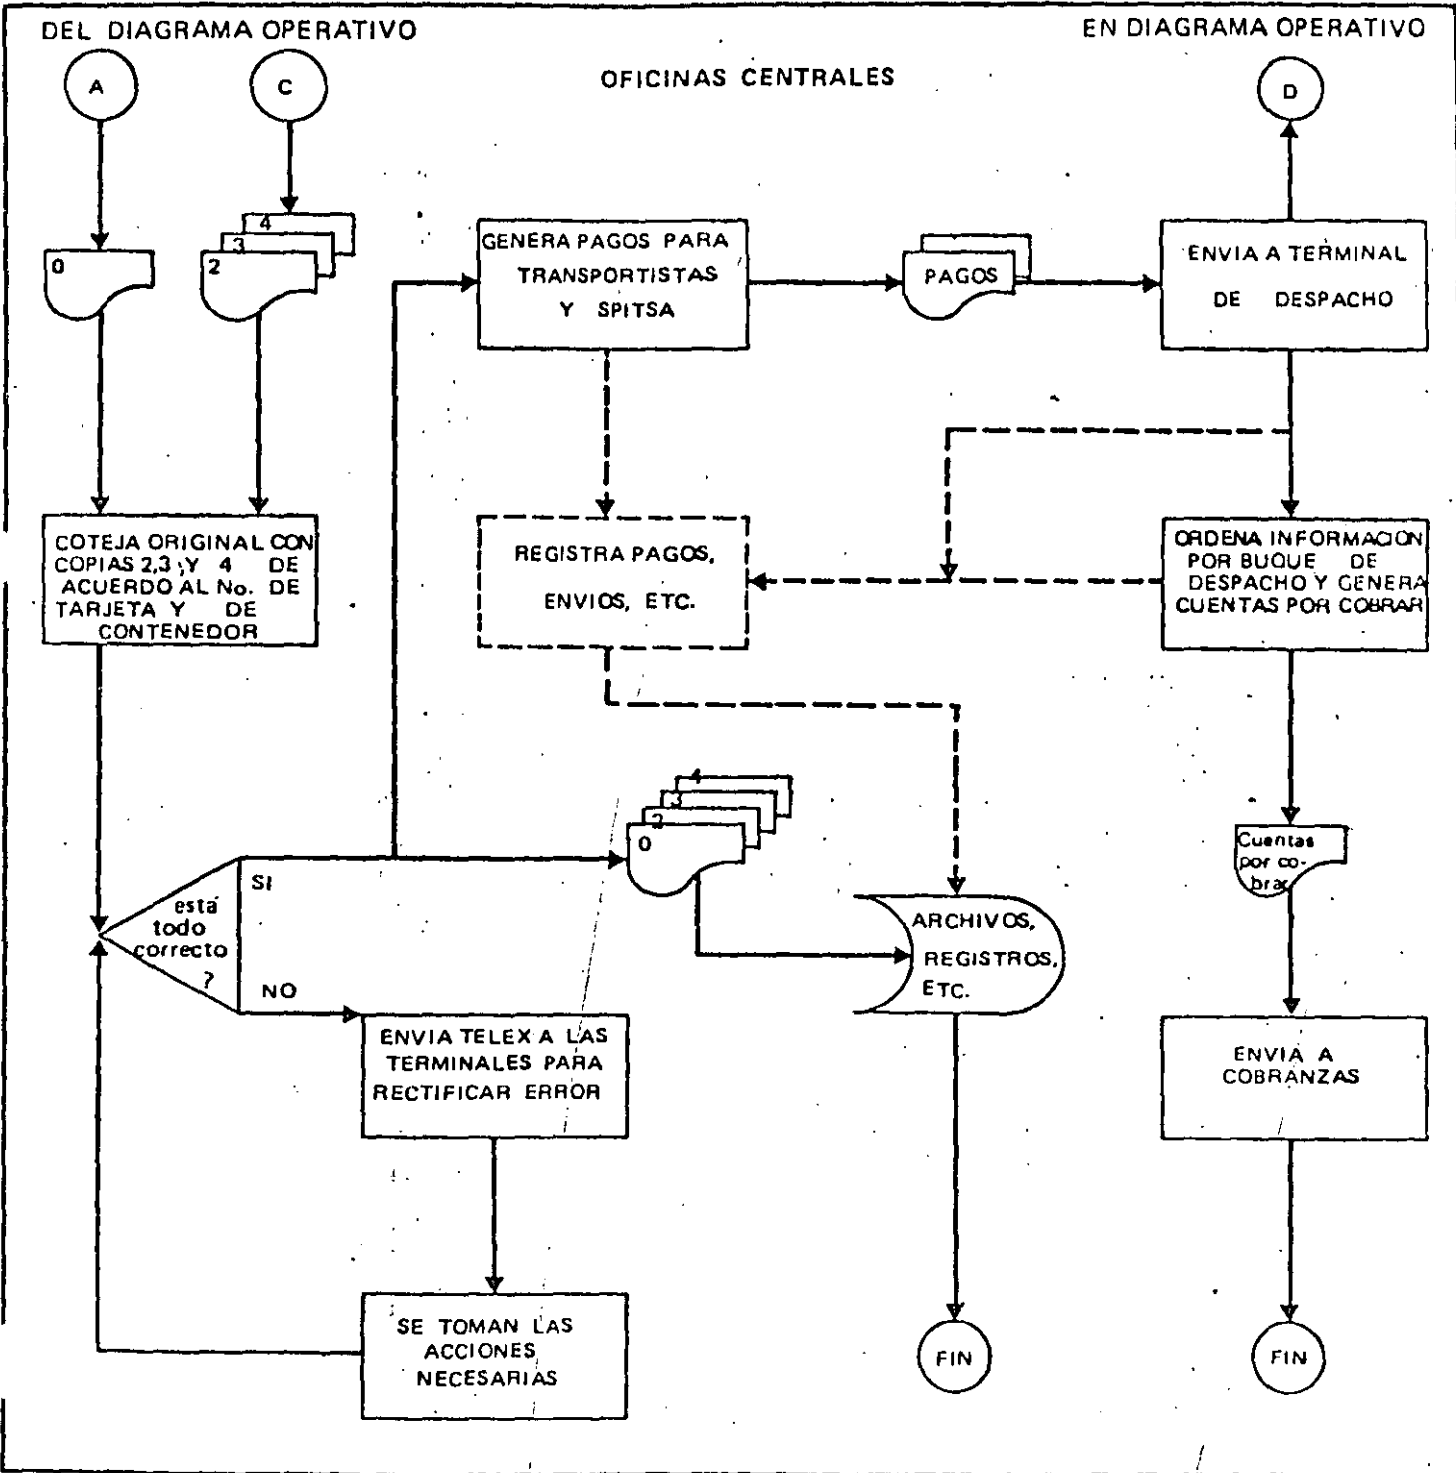 DEL DIAGRAMA OPERATIVO
EN DIAGRAMA OPERATIVO
OFICINAS CENTRALES
A
C
D
0
4
3
2
GENERA PAGOS PARA
TRANSPORTISTAS
Y SPITSA
PAGOS
ENVIA A TERMINAL
DE DESPACHO
COTEJA ORIGINAL CON
COPIAS 2,3 Y 4 DE
ACUERDO AL No. DE
TARJETA Y DE
CONTENEDOR
REGISTRA PAGOS,
ENVIOS, ETC.
ORDENA INFORMACION
POR BUQUE DE
DESPACHO Y GENERA
CUENTAS POR COBRAR
4
3
2
0
Cuentas
por co-
brar
SI
está
todo
correcto
?
NO
ARCHIVOS,
REGISTROS,
ETC.
ENVIA TELEX A LAS
TERMINALES PARA
RECTIFICAR ERROR
ENVIA A
COBRANZAS
SE TOMAN LAS
ACCIONES
NECESARIAS
FIN
FIN